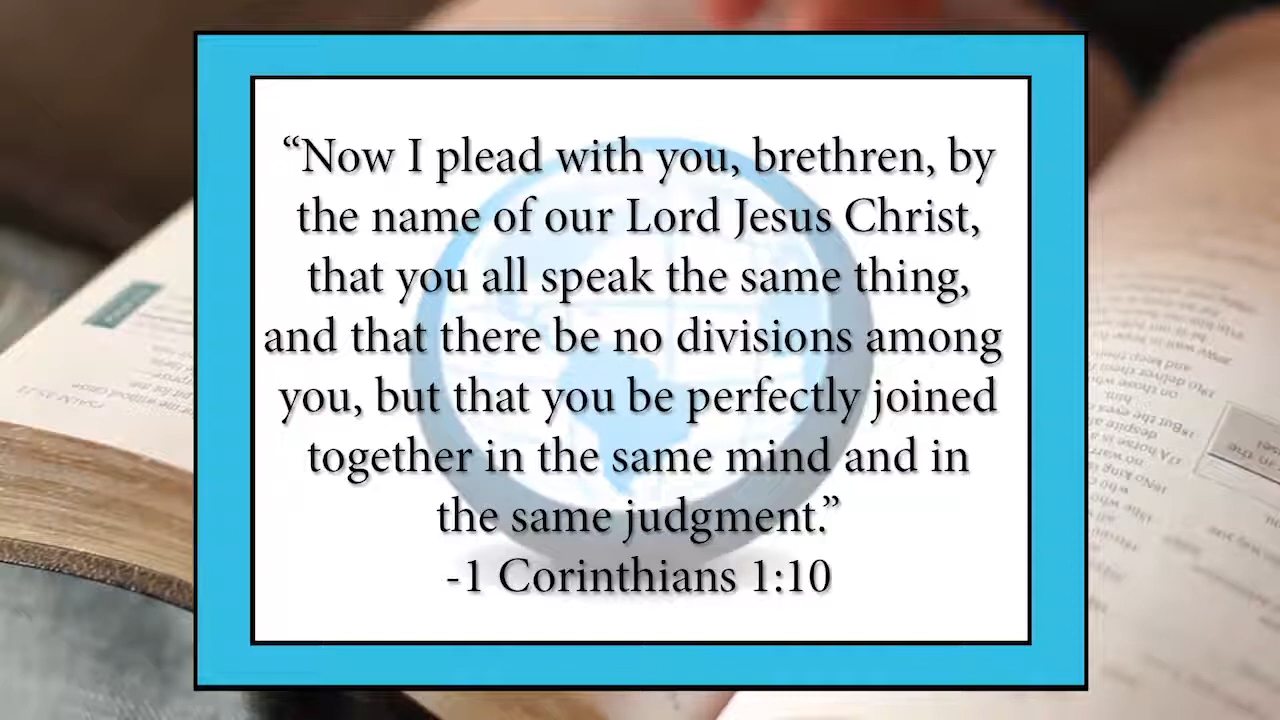 “Now I plead with you, brethren, by
the name of our Lord Jesus Christ,
that you all speak the same thing,
and that there be no divisions among
you, but that you be perfectly joined
together in the same mind and in
the same judgment.”
-1 Corinthians 1:10